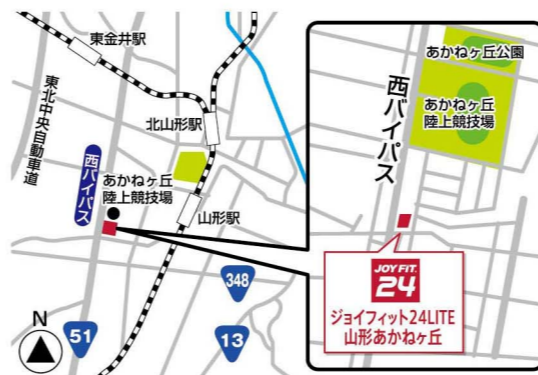 東金井駅
東北中央自動車道
北山形駅
西バイパス
あかねヶ丘
陸上競技場
山形駅
N
51
348
13
あかねヶ丘公園
あかねヶ丘
陸上競技場
西バイパス
JOYFIT
24
ジョイフィット24LITE
山形あかねヶ丘